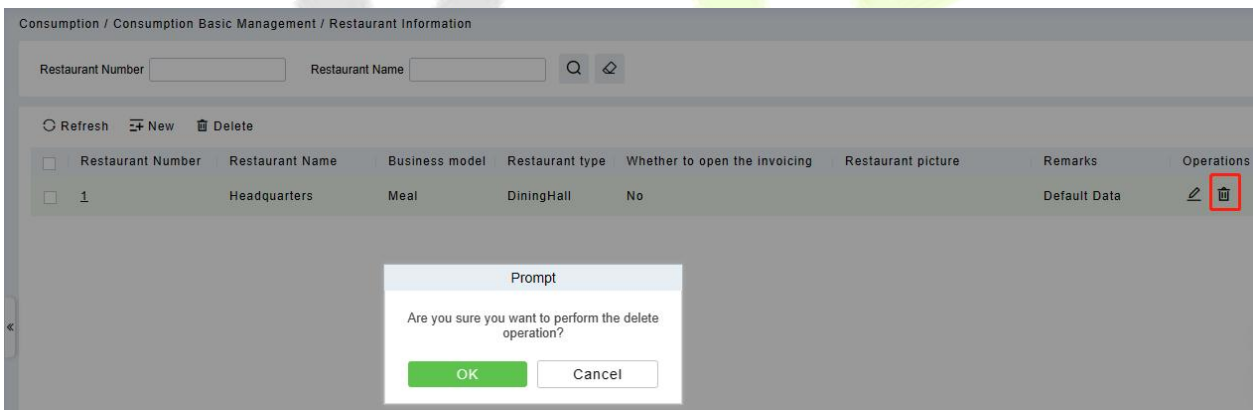 Consumption / Consumption Basic Management / Restaurant Information
Restaurant Number Restaurant Name
Refresh New Delete
Restaurant Number Restaurant Name Business model Restaurant type Whether to open the invoicing Restaurant picture Remarks Operations
1 Headquarters Meal DiningHall No Default Data
Prompt
Are you sure you want to perform the delete
operation?
OK Cancel